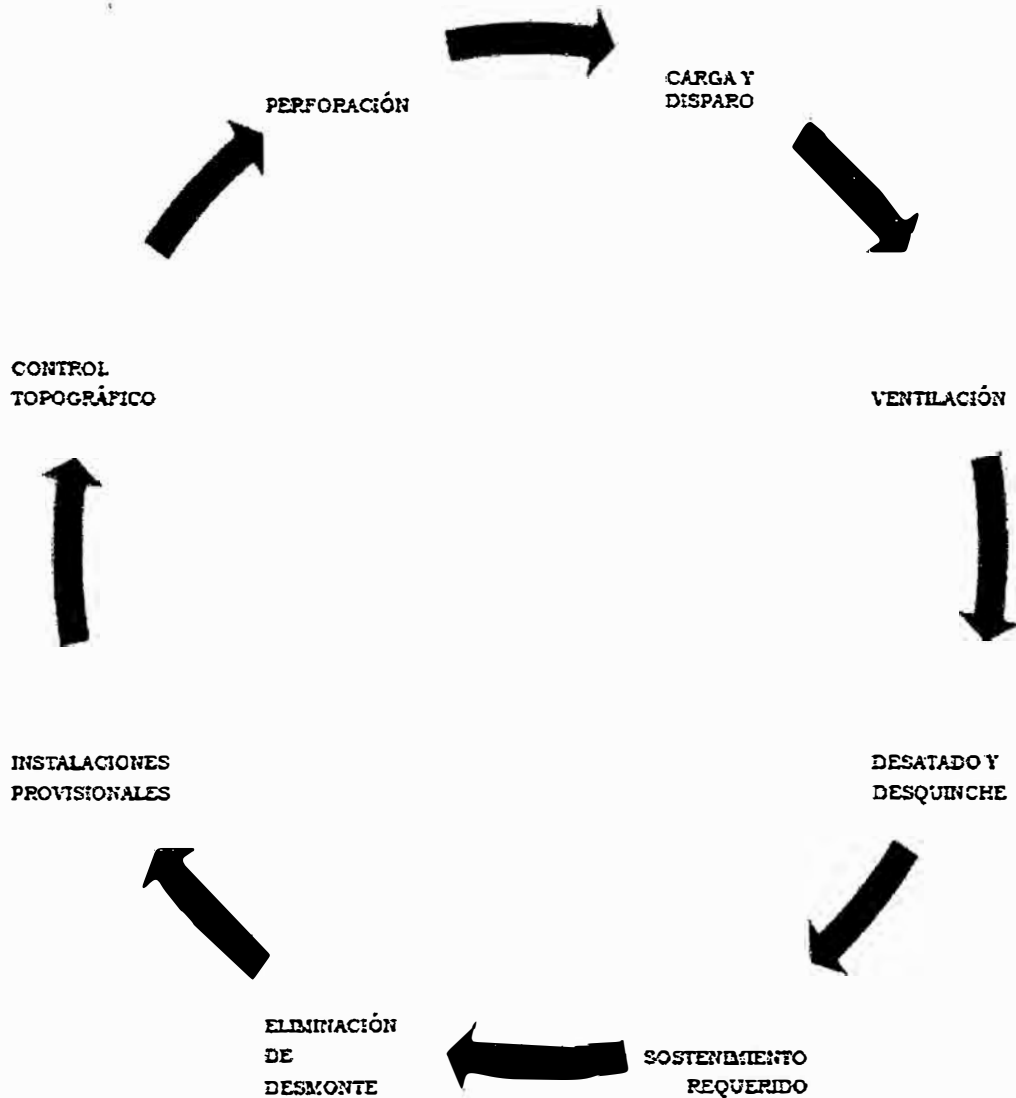 PERFORACIÓN
CARGA Y
DISPARO
VENTILACIÓN
DESATADO Y
DESQUINCHE
SOSTENIMIENTO
REQUERIDO
ELIMINACIÓN
DE
DESMONTE
INSTALACIONES
PROVISIONALES
CONTROL
TOPOGRÁFICO